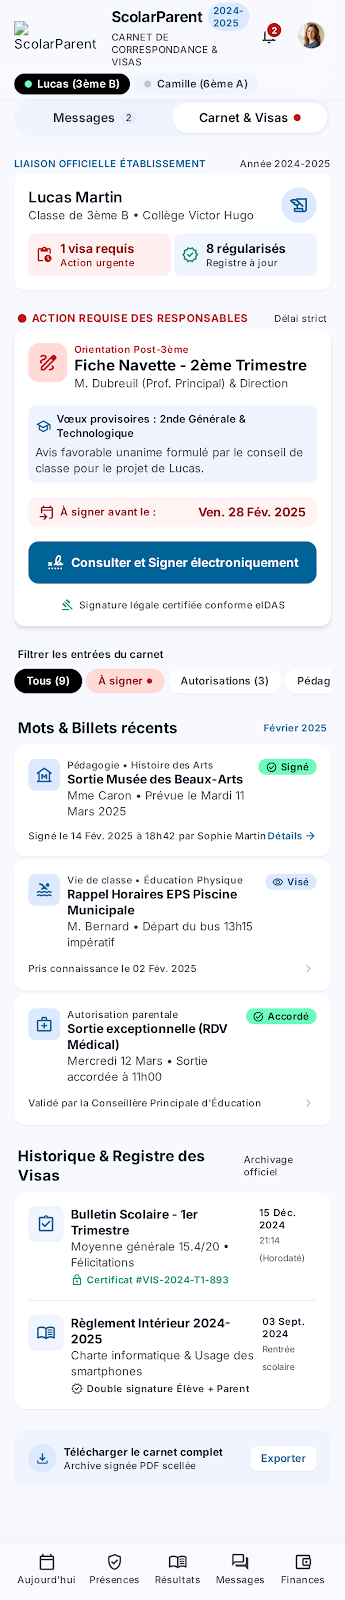 ScolarParent
ScolarParent
2024-
2025
CARNET DE
CORRESPONDANCE &
VISAS
2
Lucas (3ème B)
Camille (6ème A)
Messages 2
Carnet & Visas
LIAISON OFFICIELLE ÉTABLISSEMENT
Année 2024-2025
Lucas Martin
Classe de 3ème B • Collège Victor Hugo
1 visa requis
Action urgente
8 régularisés
Registre à jour
ACTION REQUISE DES RESPONSABLES
Délai strict
Orientation Post-3ème
Fiche Navette - 2ème Trimestre
M. Dubreuil (Prof. Principal) & Direction
Vœux provisoires : 2nde Générale &
Technologique
Avis favorable unanime formulé par le conseil de
classe pour le projet de Lucas.
À signer avant le :
Ven. 28 Fév. 2025
Consulter et Signer électroniquement
Signature légale certifiée conforme eIDAS
Filtrer les entrées du carnet
Tous (9)
À signer
Autorisations (3)
Pédag
Mots & Billets récents
Février 2025
Pédagogie • Histoire des Arts
Signé
Sortie Musée des Beaux-Arts
Mme Caron • Prévue le Mardi 11
Mars 2025
Signé le 14 Fév. 2025 à 18h42 par Sophie Martin
Détails
Vie de classe • Éducation Physique
Visé
Rappel Horaires EPS Piscine
Municipale
M. Bernard • Départ du bus 13h15
impératif
Pris connaissance le 02 Fév. 2025
Autorisation parentale
Accordé
Sortie exceptionnelle (RDV
Médical)
Mercredi 12 Mars • Sortie
accordée à 11h00
Validé par la Conseillère Principale d'Éducation
Historique & Registre des
Visas
Archivage
officiel
Bulletin Scolaire - 1er
Trimestre
Moyenne générale 15.4/20 •
Félicitations
Certificat #VIS-2024-T1-893
15 Déc.
2024
21:14
(Horodaté)
Règlement Intérieur 2024-
2025
Charte informatique & Usage des
smartphones
Double signature Élève + Parent
03 Sept.
2024
Rentrée
scolaire
Télécharger le carnet complet
Archive signée PDF scellée
Exporter
Aujourd'hui
Présences
Résultats
Messages
Finances